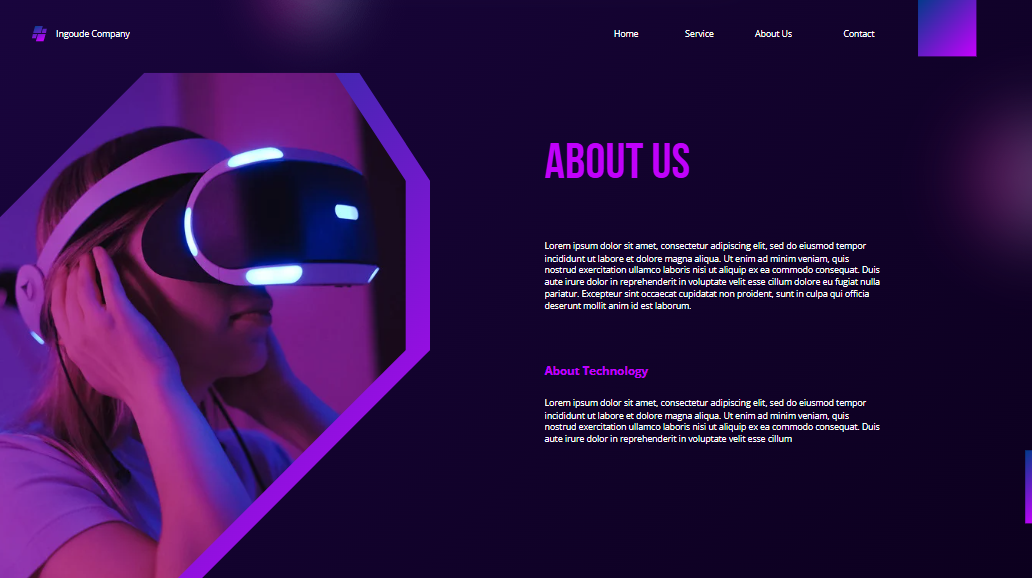 Ingoude Company
Home Service About Us Contact
ABOUT US
Lorem ipsum dolor sit amet, consectetur adipiscing elit, sed do eiusmod tempor
incididunt ut labore et dolore magna aliqua. Ut enim ad minim veniam, quis
nostrud exercitation ullamco laboris nisi ut aliquip ex ea commodo consequat. Duis
aute irure dolor in reprehenderit in voluptate velit esse cillum dolore eu fugiat nulla
pariatur. Excepteur sint occaecat cupidatat non proident, sunt in culpa qui officia
deserunt mollit anim id est laborum.
About Technology
Lorem ipsum dolor sit amet, consectetur adipiscing elit, sed do eiusmod tempor
incididunt ut labore et dolore magna aliqua. Ut enim ad minim veniam, quis
nostrud exercitation ullamco laboris nisi ut aliquip ex ea commodo consequat. Duis
aute irure dolor in reprehenderit in voluptate velit esse cillum